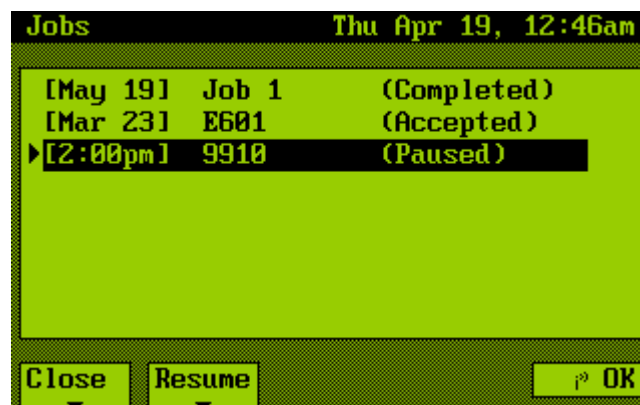 Jobs Thu Apr 19, 12:46am
[May 19] Job 1 (Completed)
[Mar 23] E601 (Accepted)
[2:00pm] 9910 (Paused)
Close Resume OK